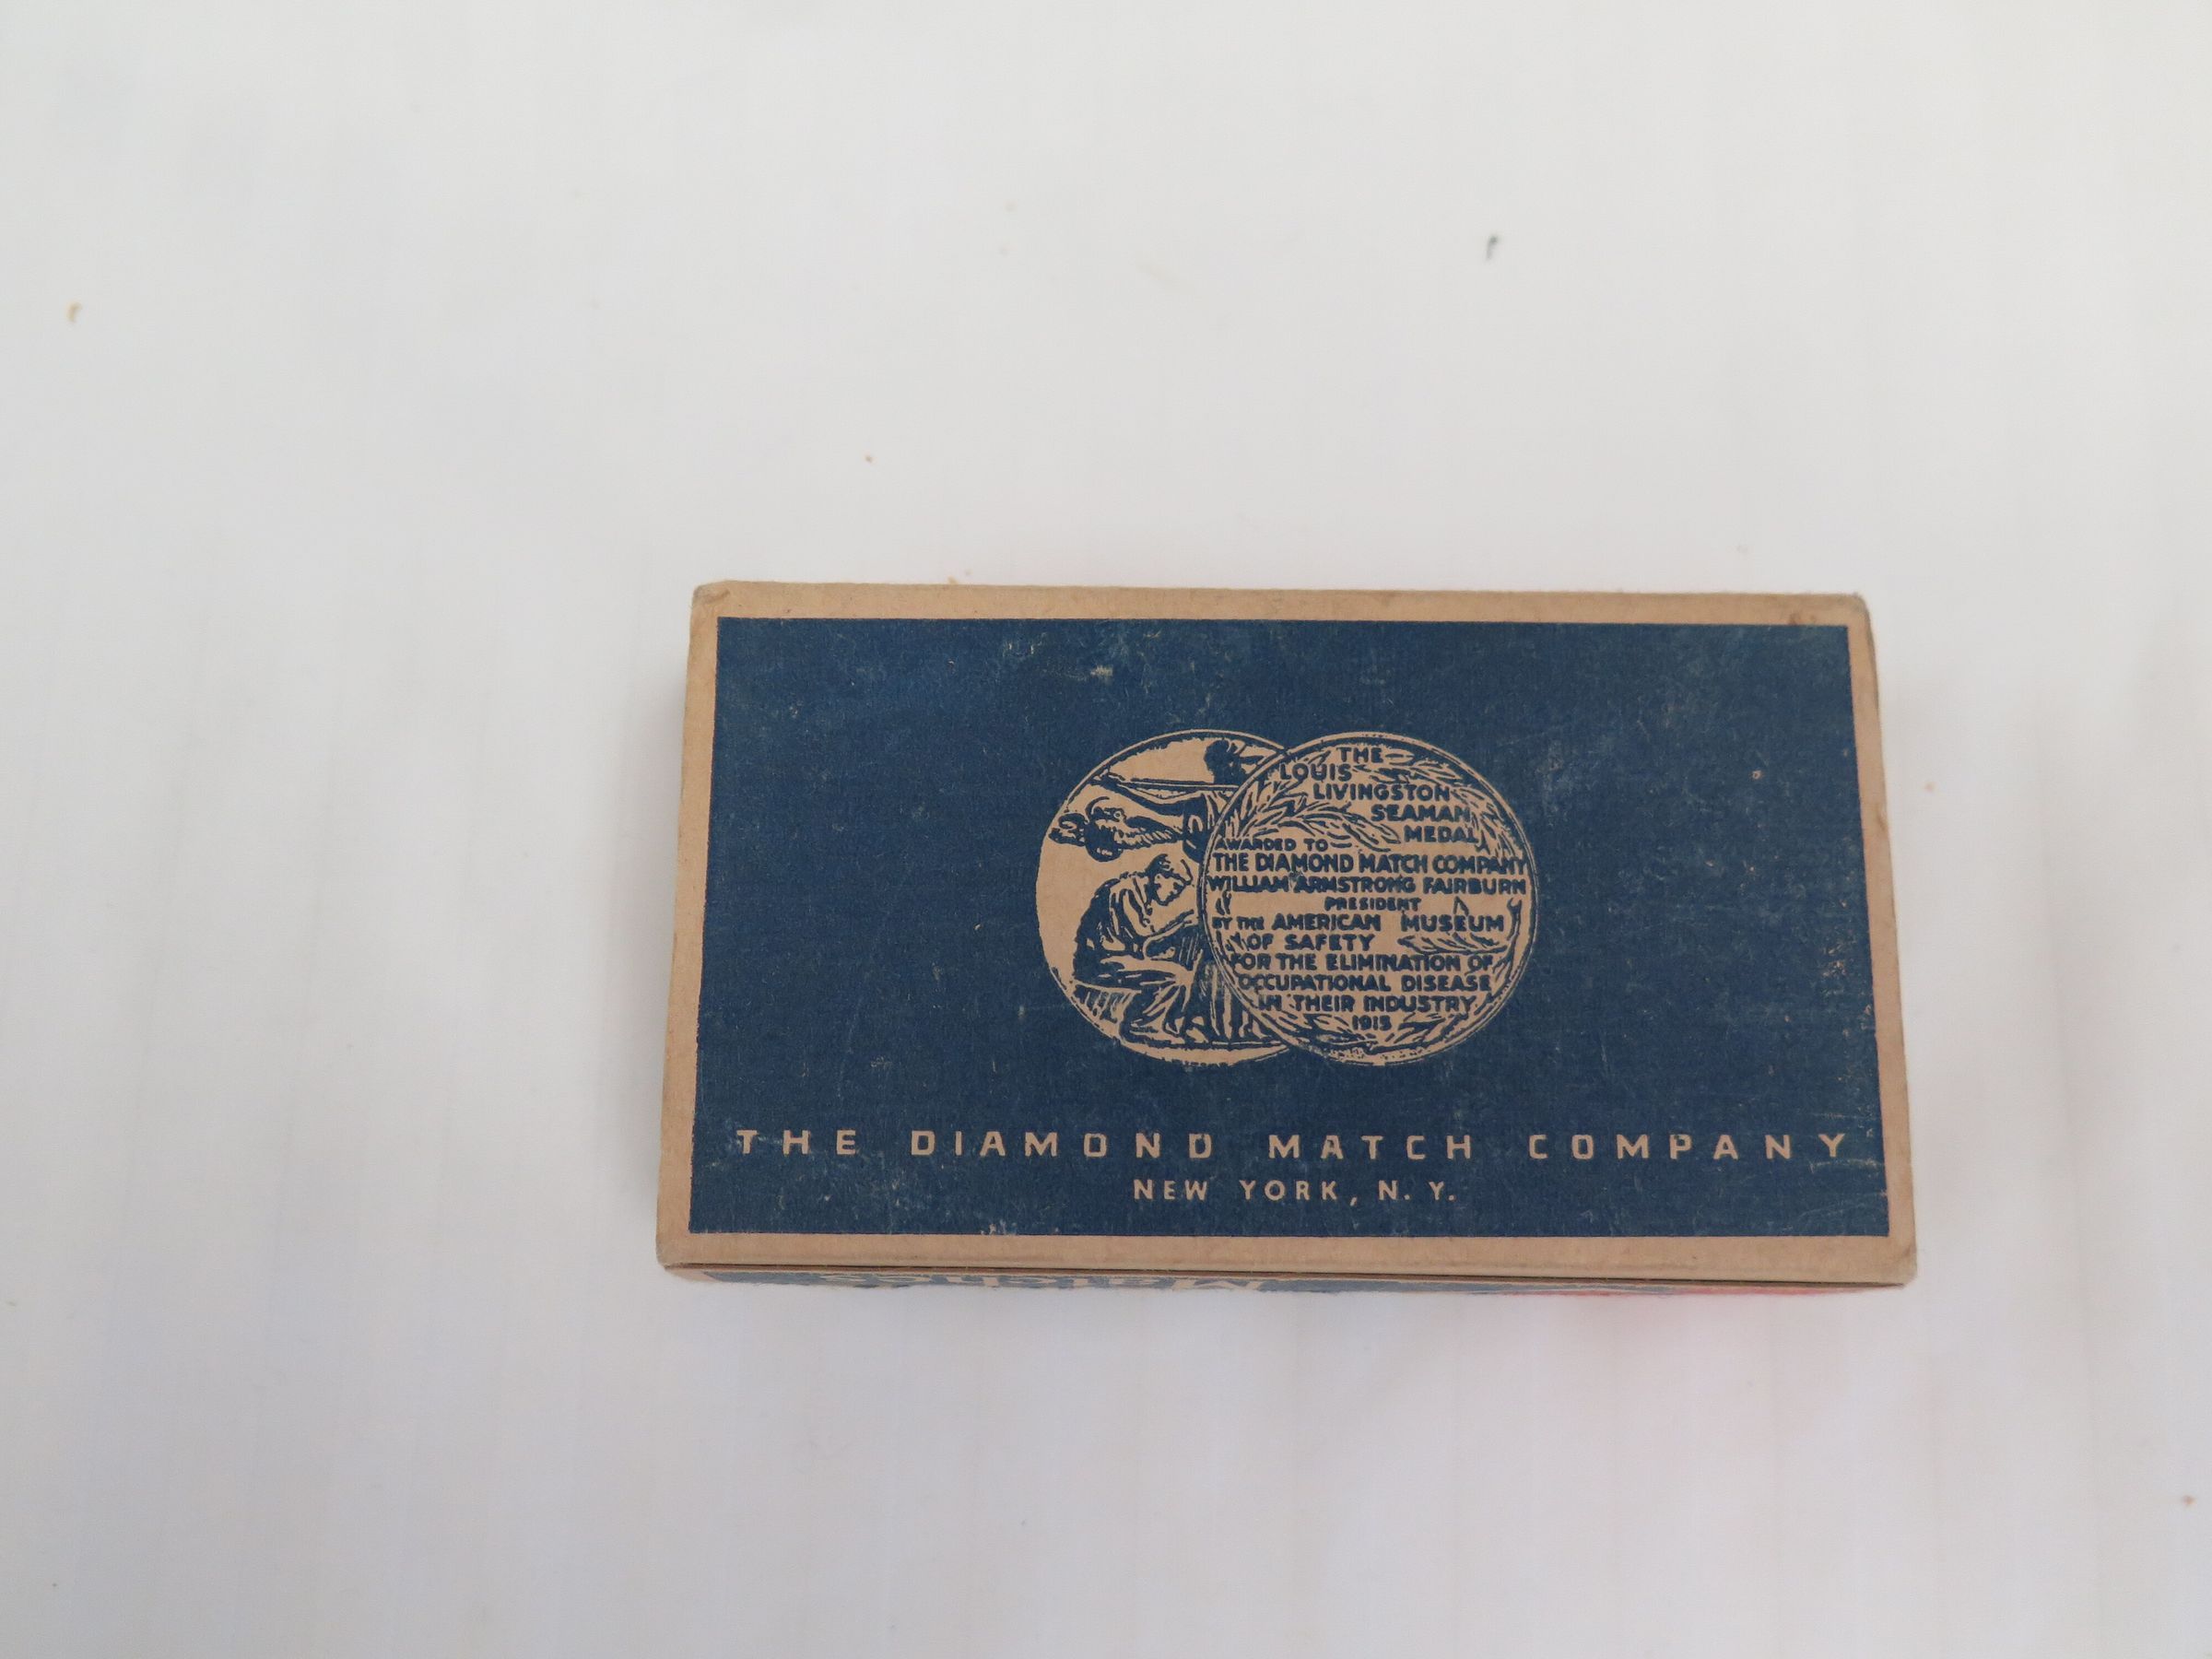 THE
LOUIS
LIVINGSTON
SEAMAN
MEDAL
AWARDED TO
THE DIAMOND MATCH COMPANY
WILLIAM ARMSTRONG FAIRBURN
PRESIDENT
BY THE AMERICAN MUSEUM
OF SAFETY
FOR THE ELIMINATION OF
OCCUPATIONAL DISEASE
IN THEIR INDUSTRY
1915
THE DIAMOND MATCH COMPANY
NEW YORK, N. Y.